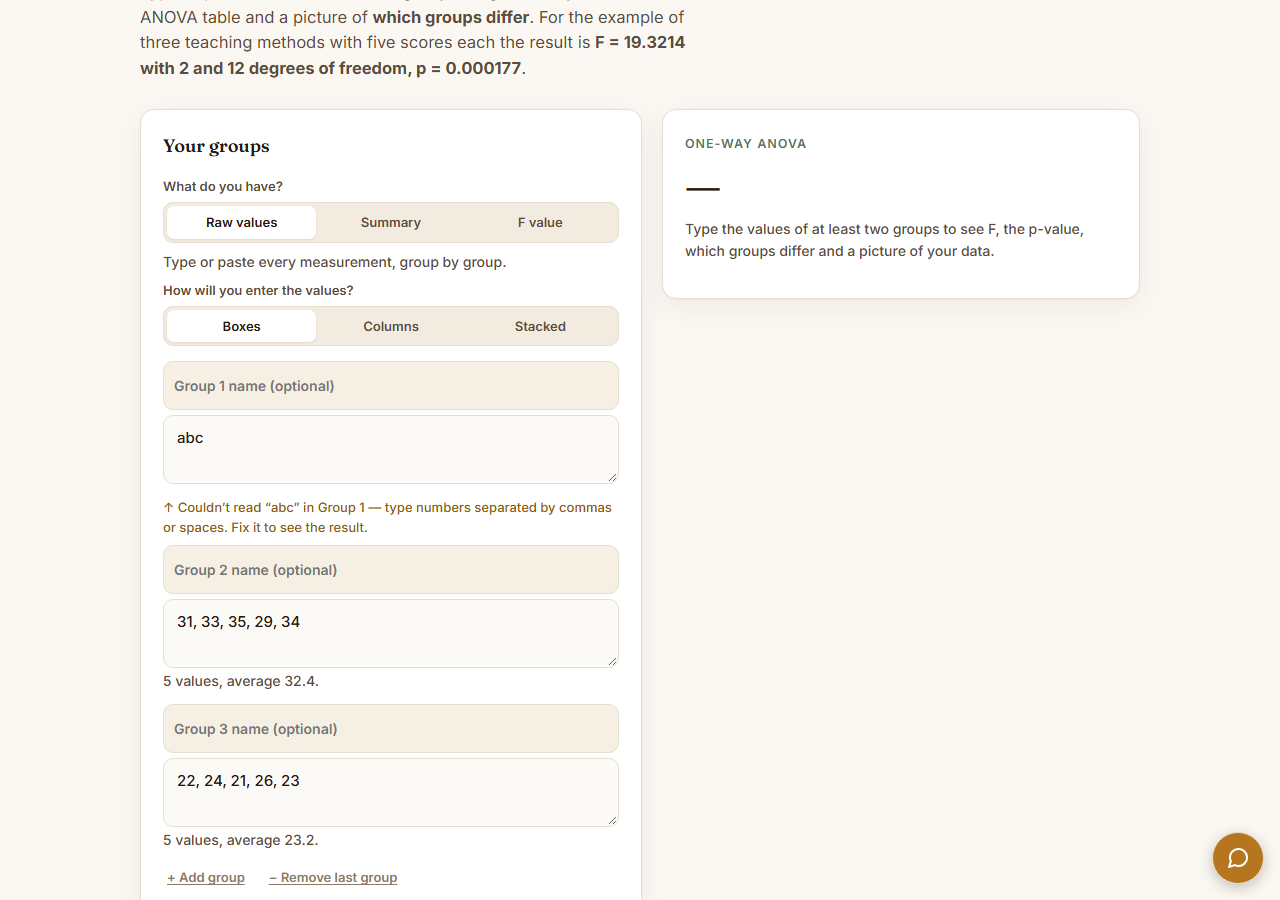 ANOVA table and a picture of which groups differ. For the example of
three teaching methods with five scores each the result is F = 19.3214
with 2 and 12 degrees of freedom, p = 0.000177.
Your groups
What do you have?
Raw values
Summary
F value
Type or paste every measurement, group by group.
How will you enter the values?
Boxes
Columns
Stacked
Group 1 name (optional)
abc
↑ Couldn’t read “abc” in Group 1 — type numbers separated by commas
or spaces. Fix it to see the result.
Group 2 name (optional)
31, 33, 35, 29, 34
5 values, average 32.4.
Group 3 name (optional)
22, 24, 21, 26, 23
5 values, average 23.2.
+ Add group
− Remove last group
ONE-WAY ANOVA
—
Type the values of at least two groups to see F, the p-value,
which groups differ and a picture of your data.